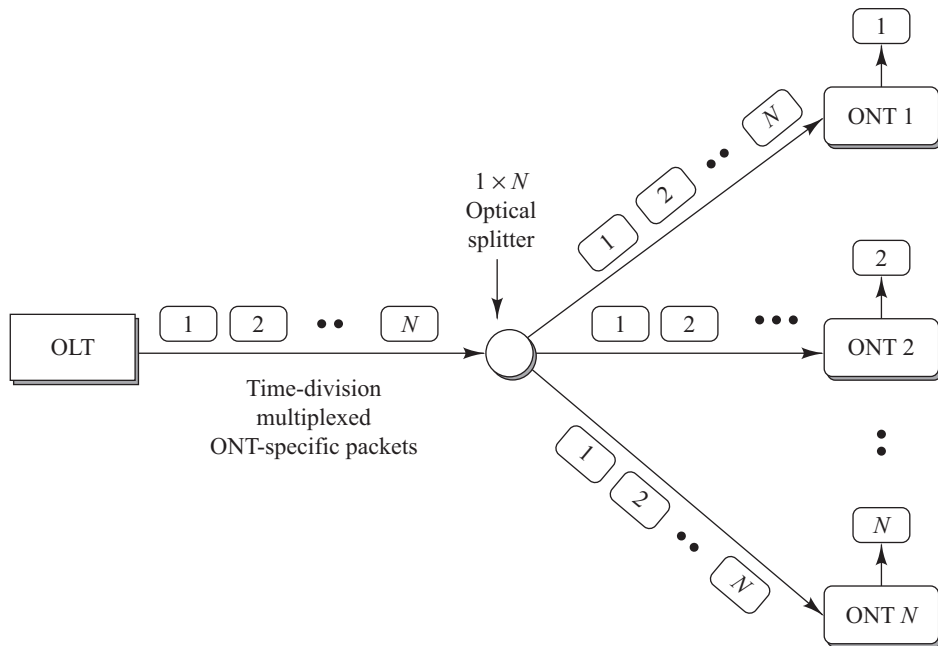 1
ONT 1
1 2 N
1 × N
Optical
splitter
2
OLT
1 2 N
1 2
ONT 2
Time-division
multiplexed
ONT-specific packets
1 2 N
N
ONT N